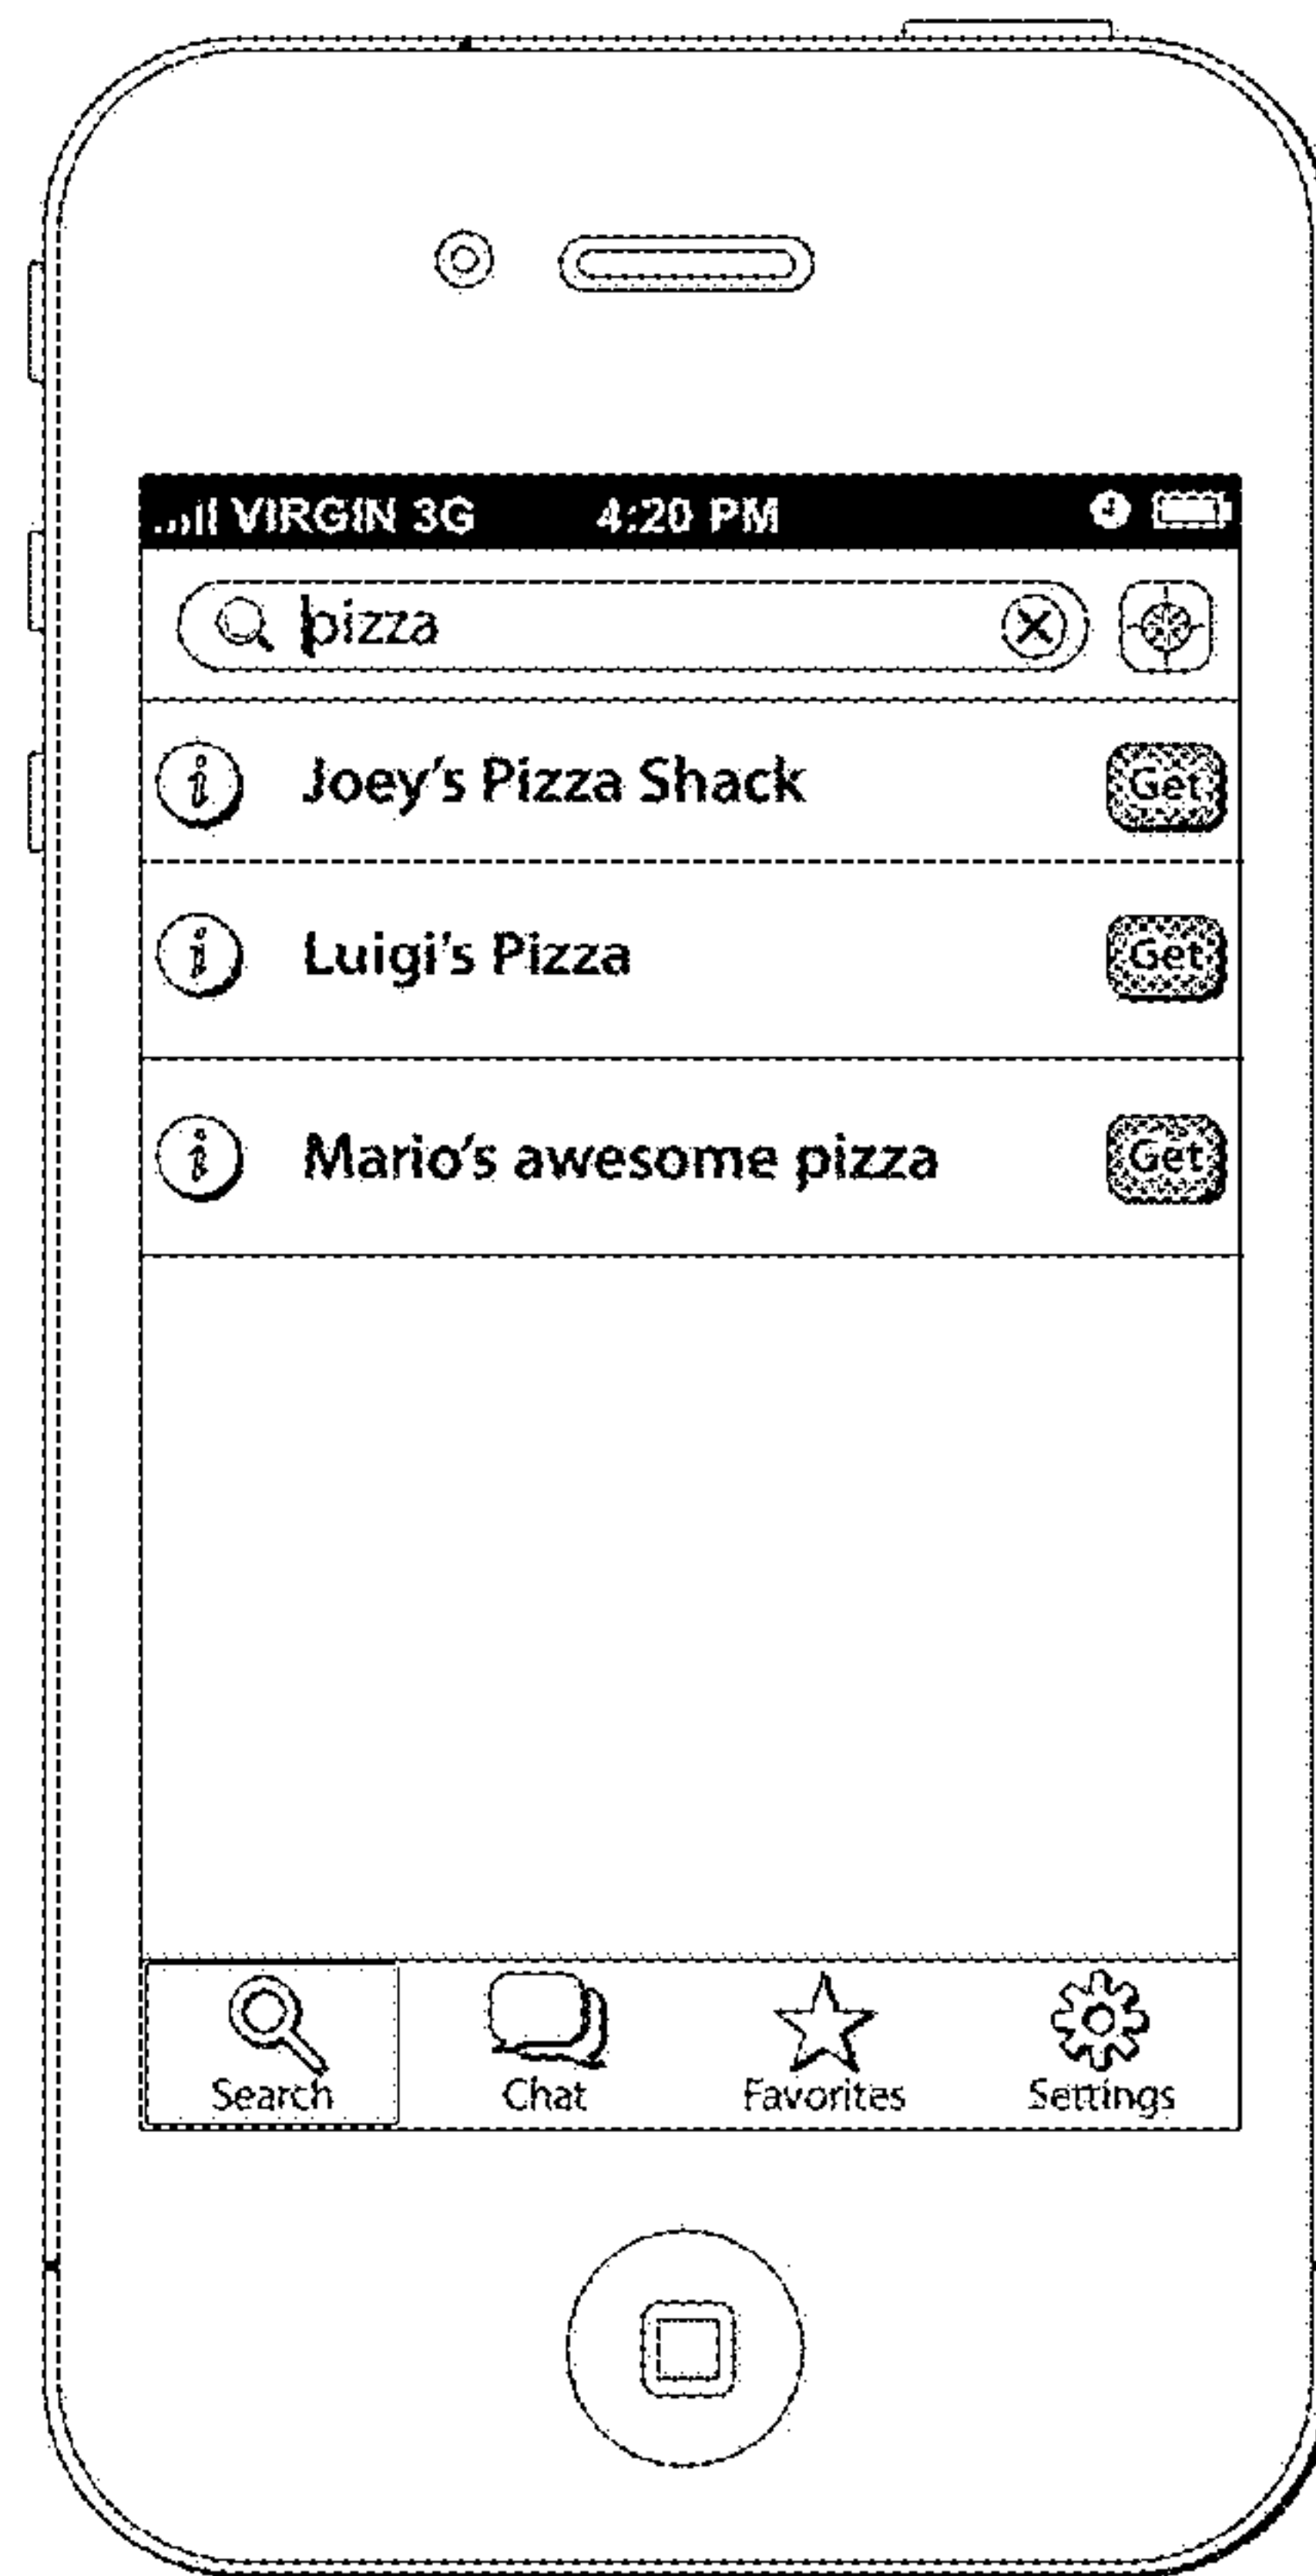 VIRGIN 3G 4:20 PM
pizza
i Joey's Pizza Shack Get
i Luigi's Pizza Get
i Mario's awesome pizza Get
Search Chat Favorites Settings